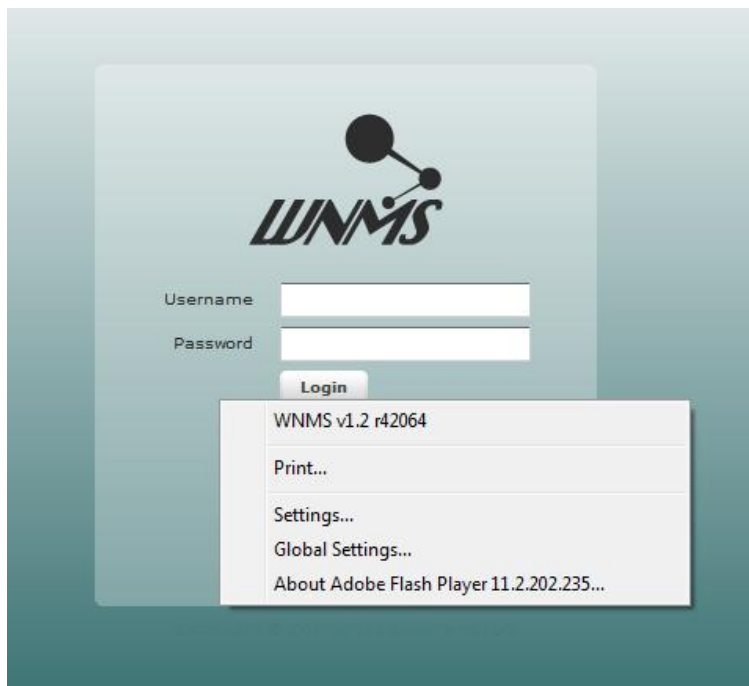 WNMS
Username
Password
Login
WNMS v1.2 r42064
Print...
Settings...
Global Settings...
About Adobe Flash Player 11.2.202.235...